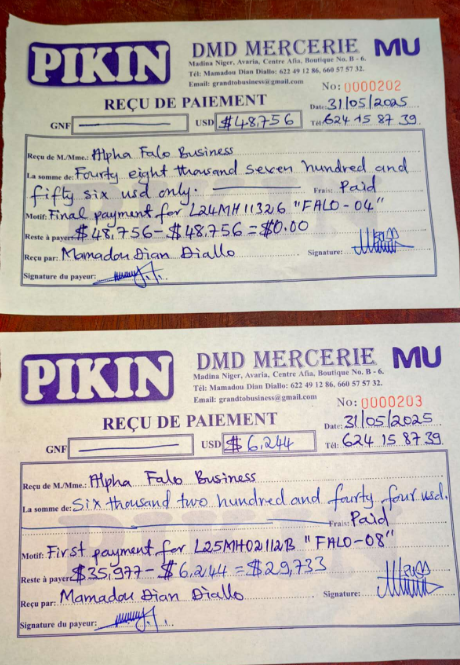 PIKIN
DMD MERCERIE MU
Madina Niger, Avaria, Centre Afia, Boutique No. B - 6.
Tél: Mamadou Dian Diallo: 622 49 12 86, 660 57 57 32.
Email: grandtobusiness@gmail.com
No: 0000202
REÇU DE PAIEMENT
Date: 31/05/2025
GNF USD $48,756 Tél: 624 15 87 39
Reçu de M./Mme.: Alpha Falo Business
La somme de: Fourty eight thousand seven hundred and
fifty six usd only. Frais: Paid
Motif: Final payment for L24MH11326 "FALO-04"
Reste à payer: $48,756-$48,756=$0.00
Reçu par: Mamadou Dian Diallo Signature:
Signature du payeur:
PIKIN
DMD MERCERIE MU
Madina Niger, Avaria, Centre Afia, Boutique No. B - 6.
Tél: Mamadou Dian Diallo: 622 49 12 86, 660 57 57 32.
Email: grandtobusiness@gmail.com
No: 0000203
REÇU DE PAIEMENT
Date: 31/05/2025
GNF USD $6,244 Tél: 624 15 87 39
Reçu de M./Mme.: Alpha Falo Business
La somme de: Six thousand two hundred and fourty four usd.
Frais: Paid
Motif: First payment for L25MH02112B "FALO-08"
Reste à payer: $35,977-$6,244=$29,733
Reçu par: Mamadou Dian Diallo Signature:
Signature du payeur: